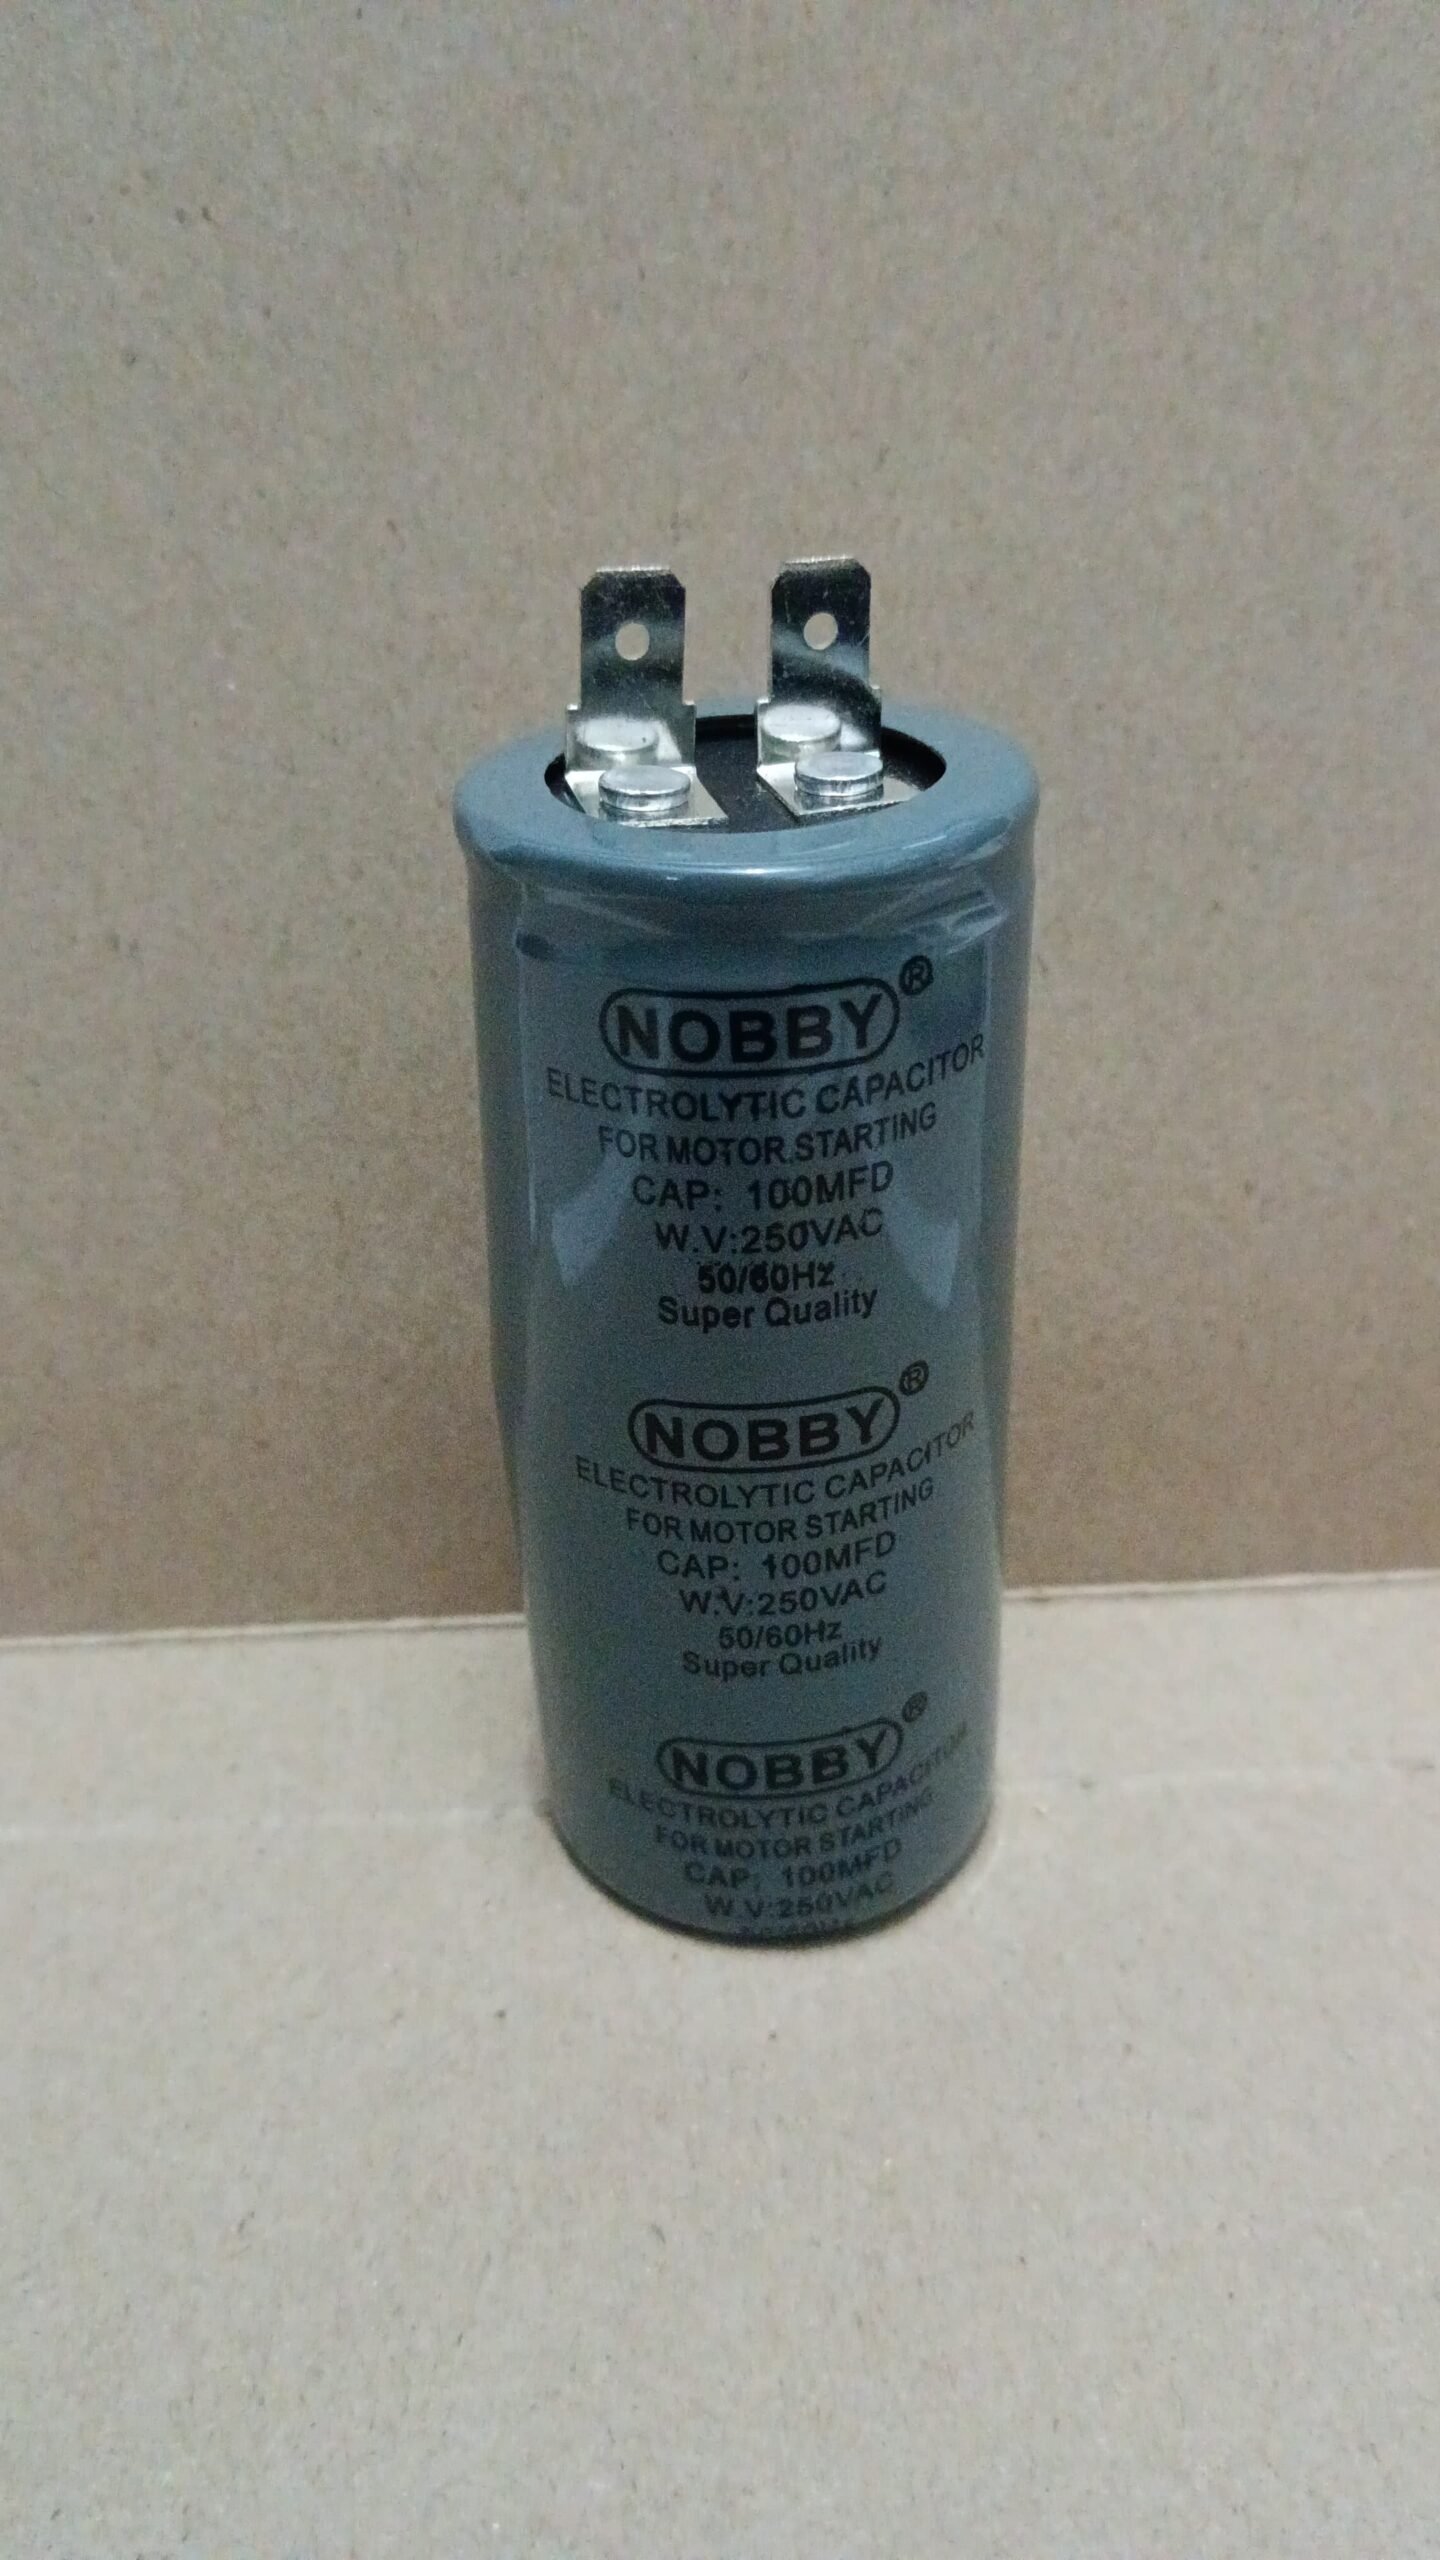 NOBBY®
ELECTROLYTIC CAPACITOR
FOR MOTOR STARTING
CAP: 100MFD
W.V:250VAC
50/60Hz
Super Quality
NOBBY®
ELECTROLYTIC CAPACITOR
FOR MOTOR STARTING
CAP: 100MFD
W.V:250VAC
50/60Hz
Super Quality
NOBBY®
ELECTROLYTIC CAPACITOR
FOR MOTOR STARTING
CAP: 100MFD
W.V:250VAC